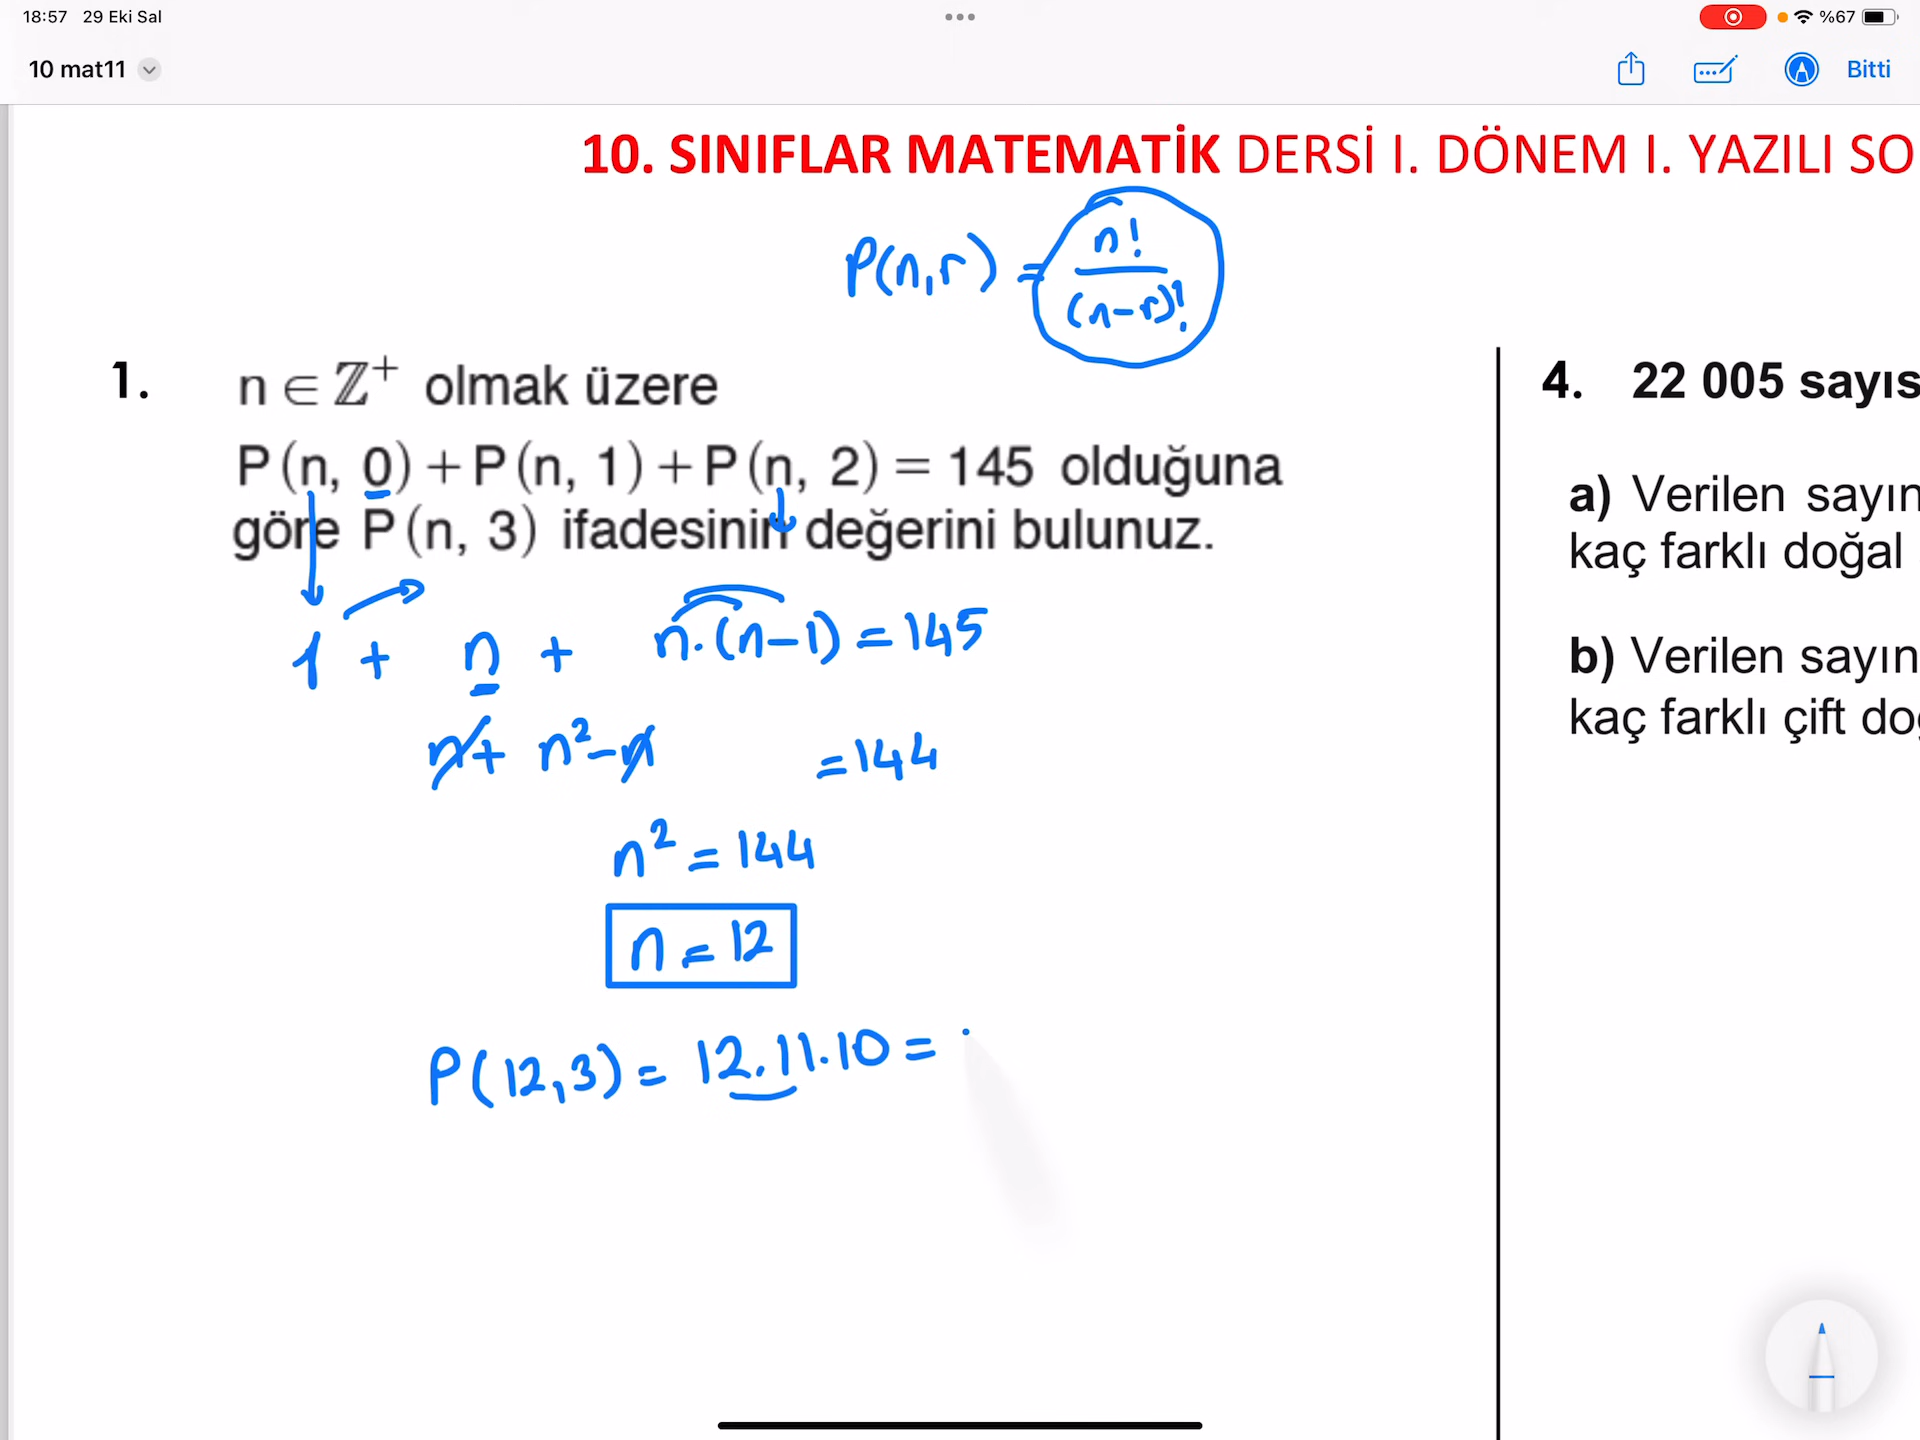 18:57 29 Eki Sal
%67
10 mat11
Bitti
10. SINIFLAR MATEMATİK DERSİ I. DÖNEM I. YAZILI SO
P(n,r) = n!/(n-r)!
1. n ∈ ℤ⁺ olmak üzere
P(n, 0) + P(n, 1) + P(n, 2) = 145 olduğuna
göre P(n, 3) ifadesinin değerini bulunuz.
1 + n + n.(n-1) = 145
n + n² - n = 144
n² = 144
n = 12
P(12,3) = 12.11.10 =
4. 22 005 sayıs
a) Verilen sayın
kaç farklı doğal
b) Verilen sayın
kaç farklı çift do